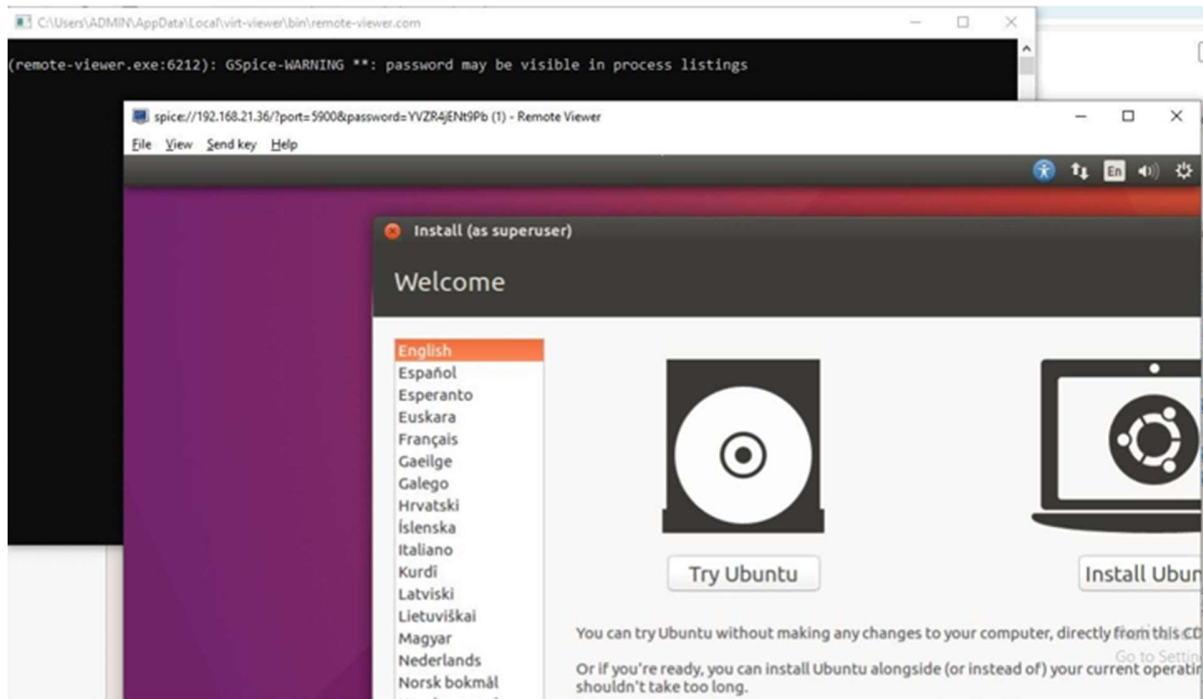 C:\Users\ADMIN\AppData\Local\virt-viewer\bin\remote-viewer.com
(remote-viewer.exe:6212): GSpice-WARNING **: password may be visible in process listings
spice://192.168.21.36/?port=5900&password=YVZR4jENt9Pb (1) - Remote Viewer
File View Send key Help
En
Install (as superuser)
Welcome
English
Español
Esperanto
Euskara
Français
Gaeilge
Galego
Hrvatski
Íslenska
Italiano
Kurdî
Latviski
Lietuviškai
Magyar
Nederlands
Norsk bokmål
Try Ubuntu
Install Ubun
You can try Ubuntu without making any changes to your computer, directly from this CD
Go to Settin
Or if you're ready, you can install Ubuntu alongside (or instead of) your current operati
shouldn't take too long.